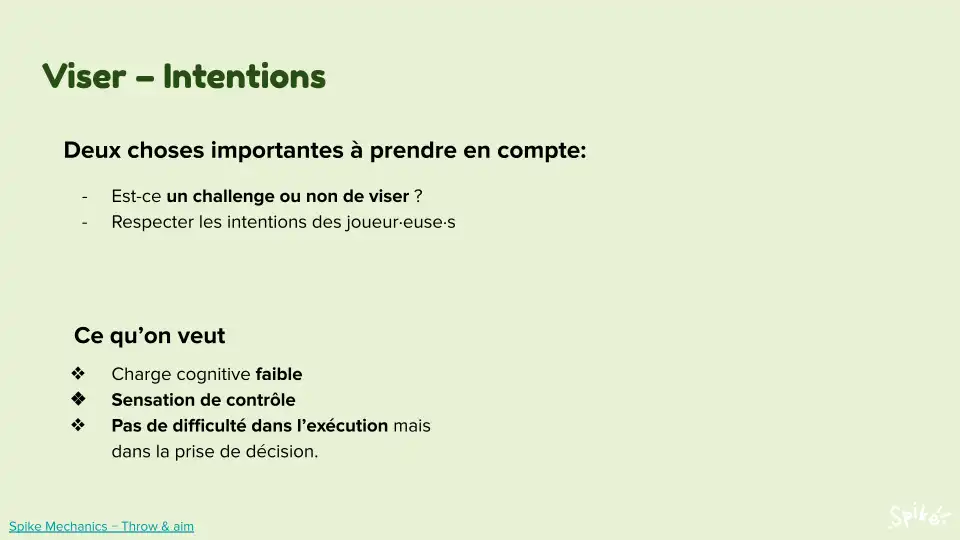 Viser – Intentions
Deux choses importantes à prendre en compte:
- Est-ce un challenge ou non de viser ?
- Respecter les intentions des joueur·euse·s
Ce qu’on veut
❖ Charge cognitive faible
❖ Sensation de contrôle
❖ Pas de difficulté dans l’exécution mais
dans la prise de décision.
Spike Mechanics – Throw & aim
Spike